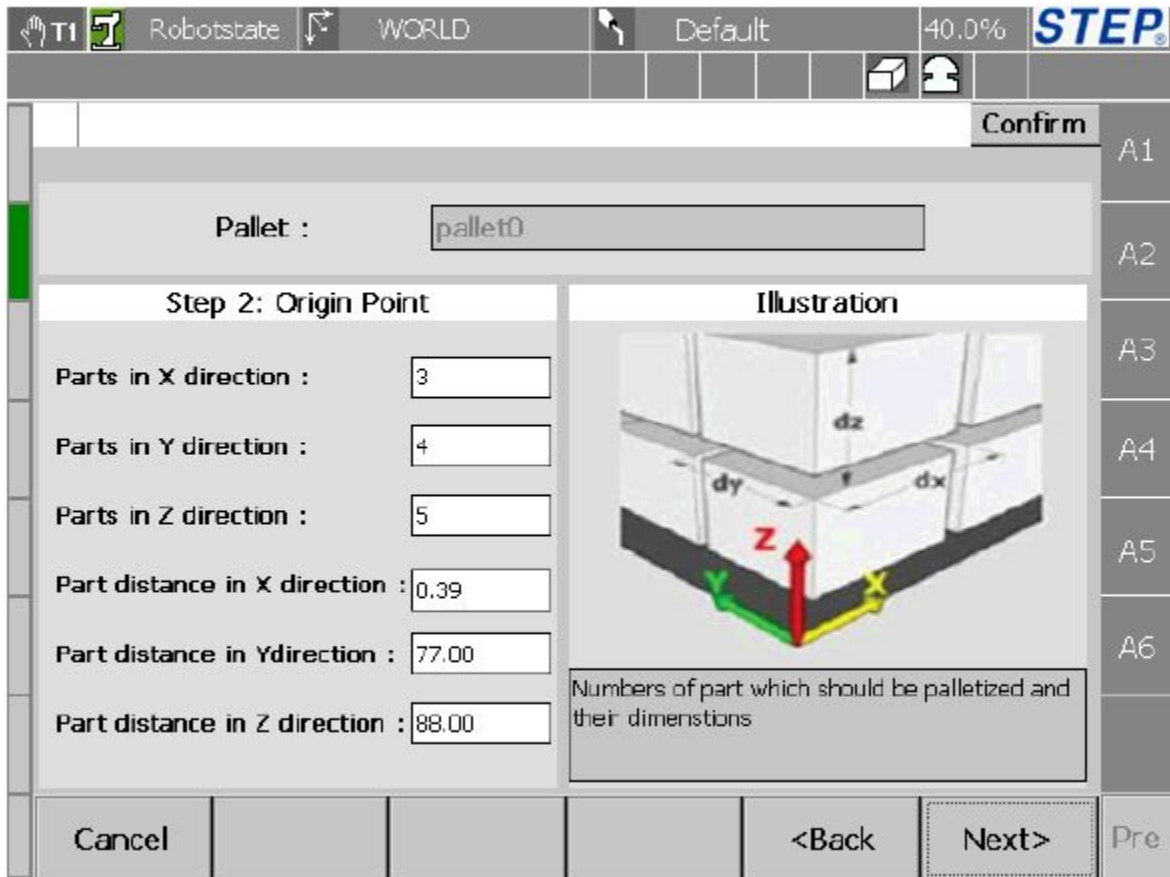 T1 Robotstate WORLD Default 40.0% STEP®
Confirm
A1
Pallet : pallet0
A2
Step 2: Origin Point
Illustration
Parts in X direction : 3
Parts in Y direction : 4
Parts in Z direction : 5
Part distance in X direction : 0.39
Part distance in Ydirection : 77.00
Part distance in Z direction : 88.00
dz
dy
dx
Z
Y
X
Numbers of part which should be palletized and
their dimenstions
A3
A4
A5
A6
Cancel
<Back
Next>
Pre